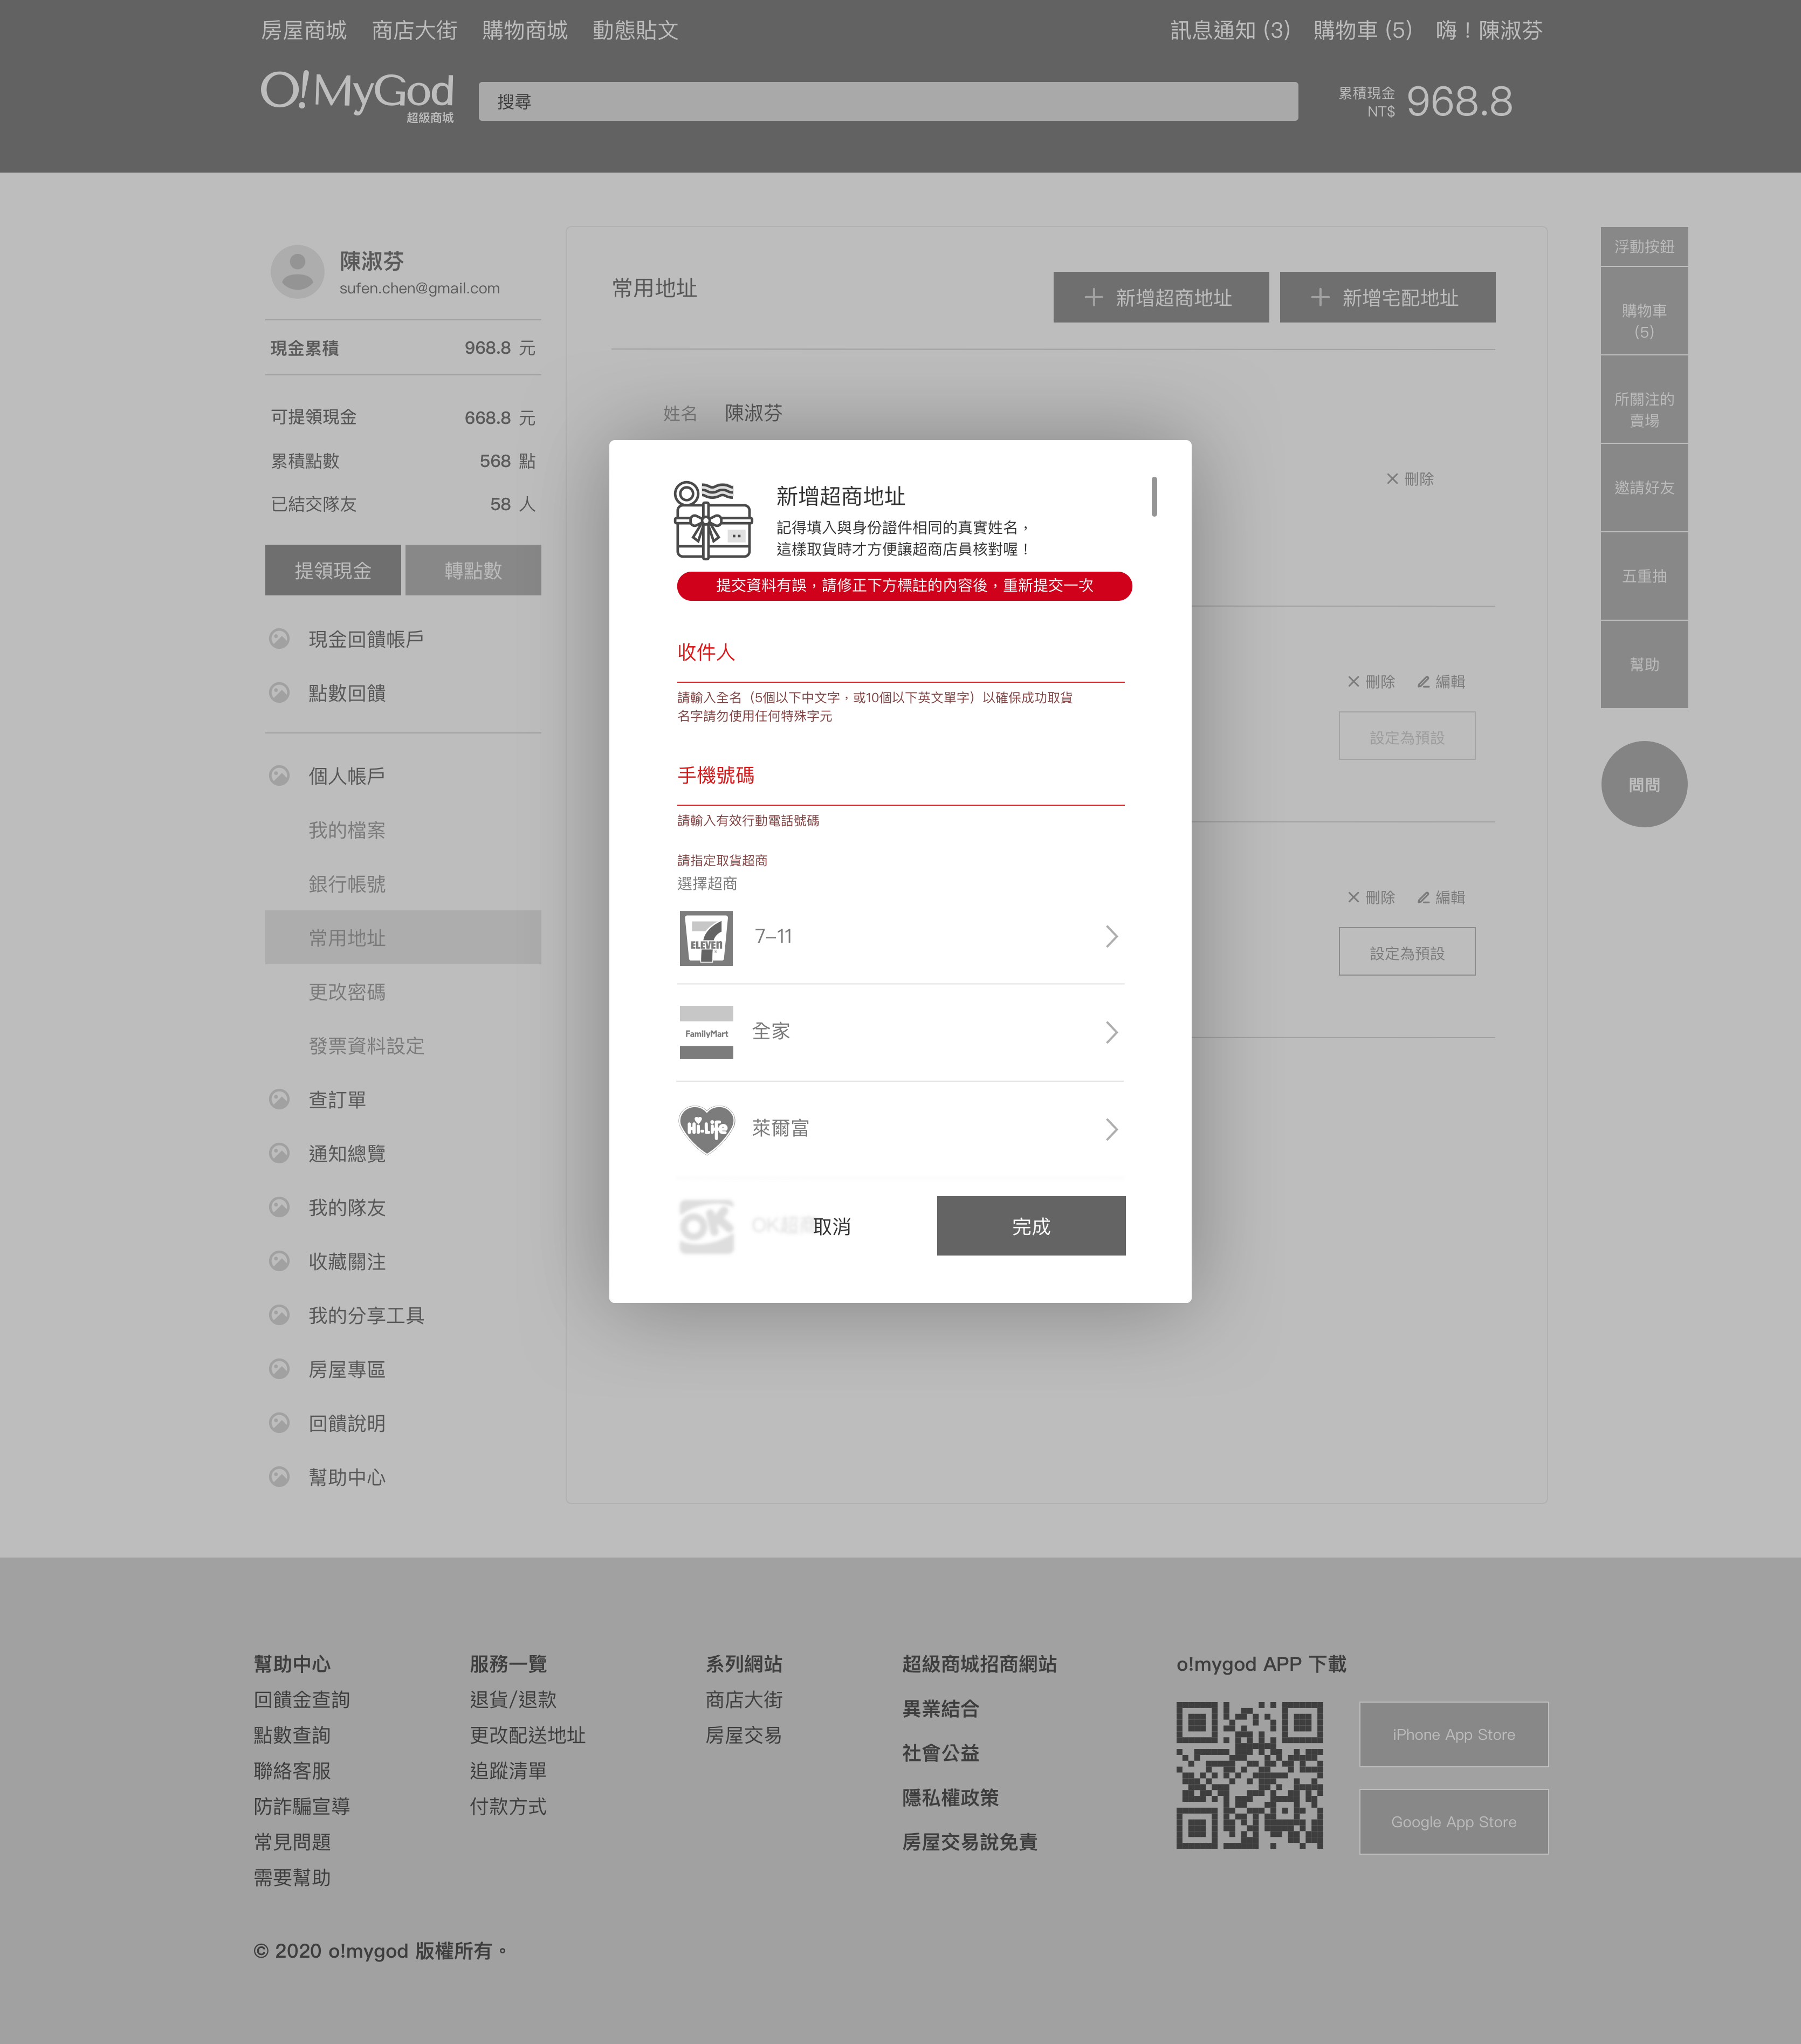 房屋商城 商店大街 購物商城 動態貼文 訊息通知 (3) 購物車 (5) 嗨！陳淑芬
O!MyGod
超級商城
搜尋
累積現金
NT$
968.8
陳淑芬
sufen.chen@gmail.com
現金累積 968.8 元
可提領現金 668.8 元
累積點數 568 點
已結交隊友 58 人
提領現金 轉點數
現金回饋帳戶
點數回饋
個人帳戶
我的檔案
銀行帳號
常用地址
更改密碼
發票資料設定
查訂單
通知總覽
我的隊友
收藏關注
我的分享工具
房屋專區
回饋說明
幫助中心
常用地址
新增超商地址 新增宅配地址
姓名 陳淑芬
刪除
刪除 編輯
設定為預設
刪除 編輯
設定為預設
新增超商地址
記得填入與身份證件相同的真實姓名，
這樣取貨時才方便讓超商店員核對喔！
提交資料有誤，請修正下方標註的內容後，重新提交一次
收件人
請輸入全名（5個以下中文字，或10個以下英文單字）以確保成功取貨
名字請勿使用任何特殊字元
手機號碼
請輸入有效行動電話號碼
請指定取貨超商
選擇超商
ELEVEn
7–11
FamilyMart
全家
Hi-Life
萊爾富
OK
OK超商
取消
完成
浮動按鈕
購物車
(5)
所關注的
賣場
邀請好友
五重抽
幫助
問問
幫助中心
回饋金查詢
點數查詢
聯絡客服
防詐騙宣導
常見問題
需要幫助
服務一覽
退貨/退款
更改配送地址
追蹤清單
付款方式
系列網站
商店大街
房屋交易
超級商城招商網站
異業結合
社會公益
隱私權政策
房屋交易說免責
o!mygod APP 下載
iPhone App Store
Google App Store
© 2020 o!mygod 版權所有。